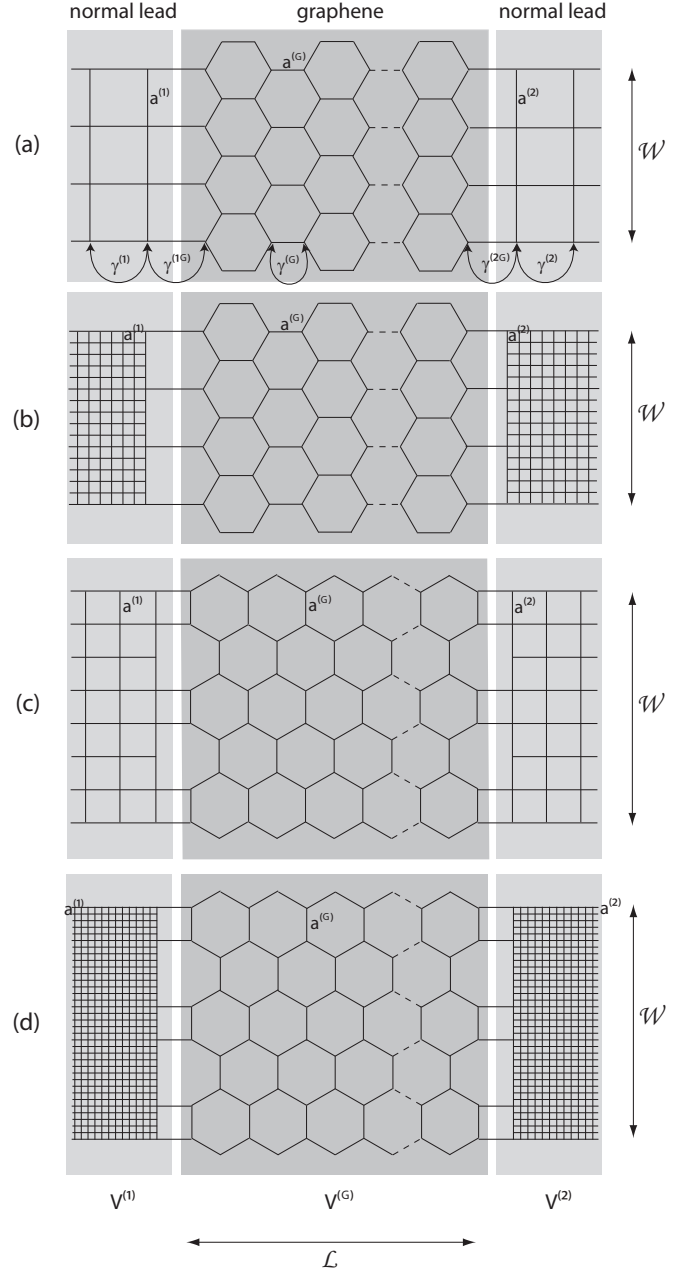 normal lead graphene normal lead
a(G)
a(1) a(2)
(a) 𝒲
γ(1) γ(1G) γ(G) γ(2G) γ(2)
a(1) a(G) a(2)
(b) 𝒲
a(1) a(G) a(2)
(c) 𝒲
a(1) a(G) a(2)
(d) 𝒲
V(1) V(G) V(2)
ℒ